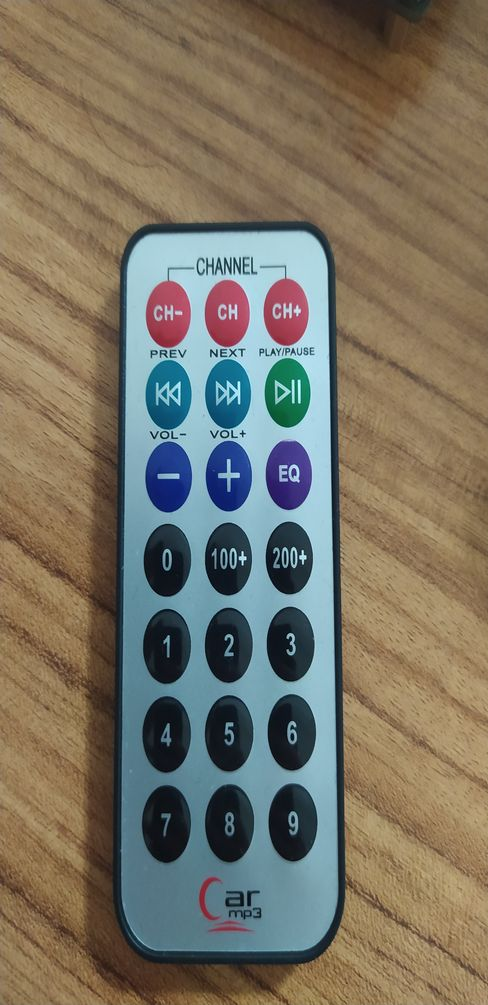 CHANNEL
CH- CH CH+
PREV NEXT PLAY/PAUSE
VOL- VOL+
- + EQ
0 100+ 200+
1 2 3
4 5 6
7 8 9
Car
mp3